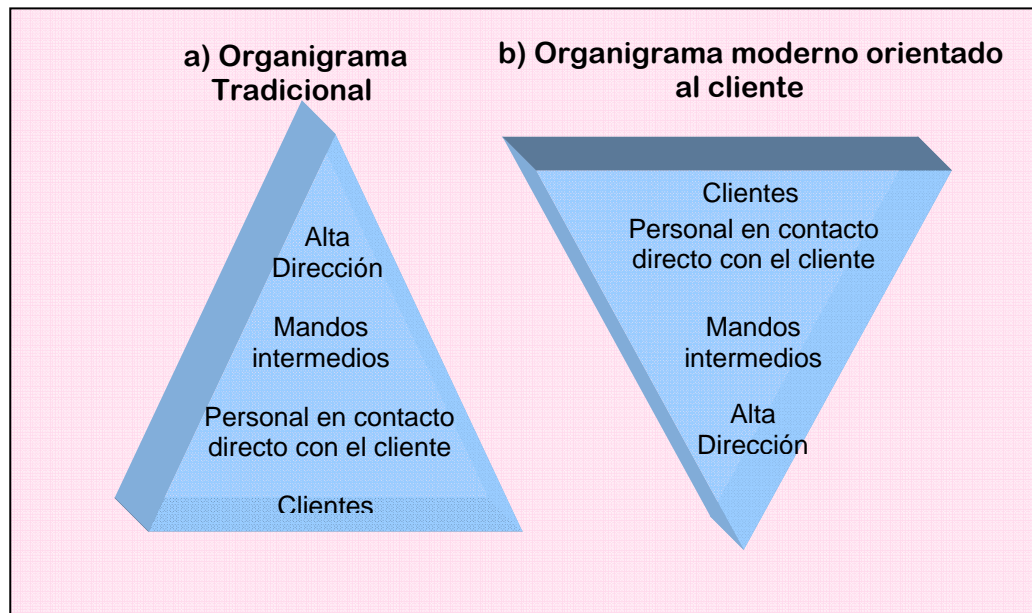 a) Organigrama
Tradicional
Alta
Dirección
Mandos
intermedios
Personal en contacto
directo con el cliente
Clientes
b) Organigrama moderno orientado
al cliente
Clientes
Personal en contacto
directo con el cliente
Mandos
intermedios
Alta
Dirección